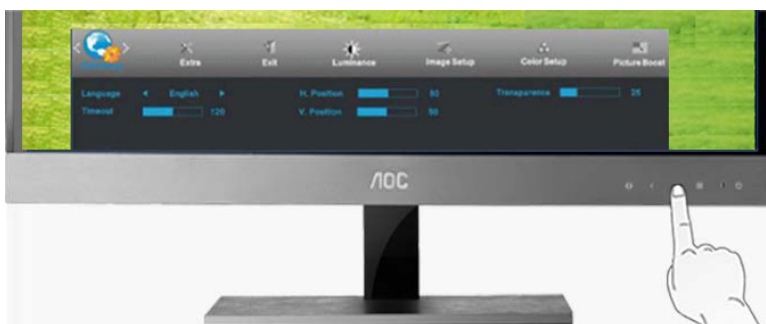 Extra Exit Luminance Image Setup Color Setup Picture Boost
Language English H. Position 50 Transparence 25
Timeout 120 V. Position 50
AOC